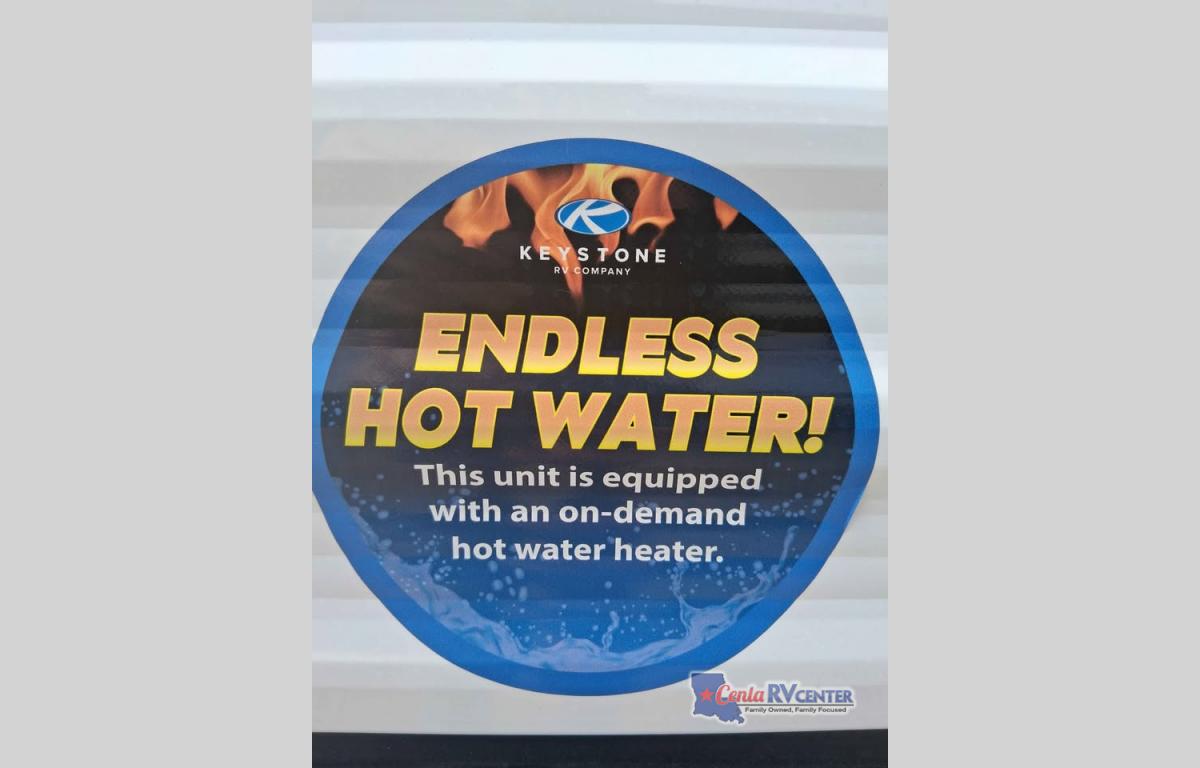 KEYSTONE
RV COMPANY
ENDLESS
HOT WATER!
This unit is equipped
with an on-demand
hot water heater.
Cenla RV CENTER
Family Owned, Family Focused